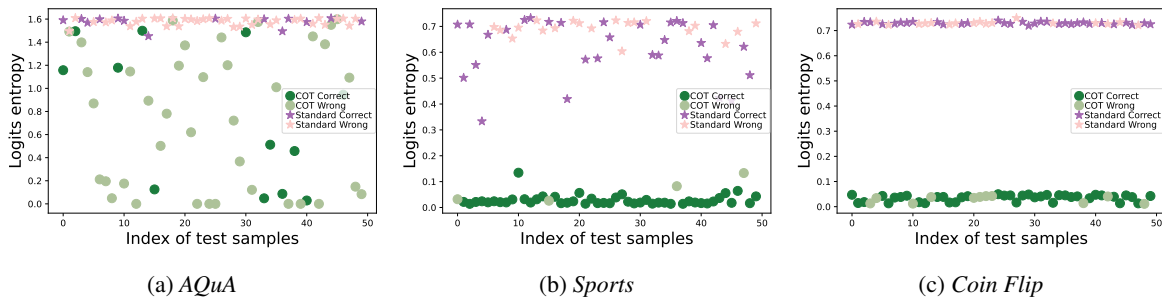 Logits entropy
1.6
1.4
1.2
1.0
0.8
0.6
0.4
0.2
0.0
COT Correct
COT Wrong
Standard Correct
Standard Wrong
0 10 20 30 40 50
Index of test samples
(a) AQuA
Logits entropy
0.7
0.6
0.5
0.4
0.3
0.2
0.1
0.0
COT Correct
COT Wrong
Standard Correct
Standard Wrong
0 10 20 30 40 50
Index of test samples
(b) Sports
Logits entropy
0.7
0.6
0.5
0.4
0.3
0.2
0.1
0.0
COT Correct
COT Wrong
Standard Correct
Standard Wrong
0 10 20 30 40 50
Index of test samples
(c) Coin Flip